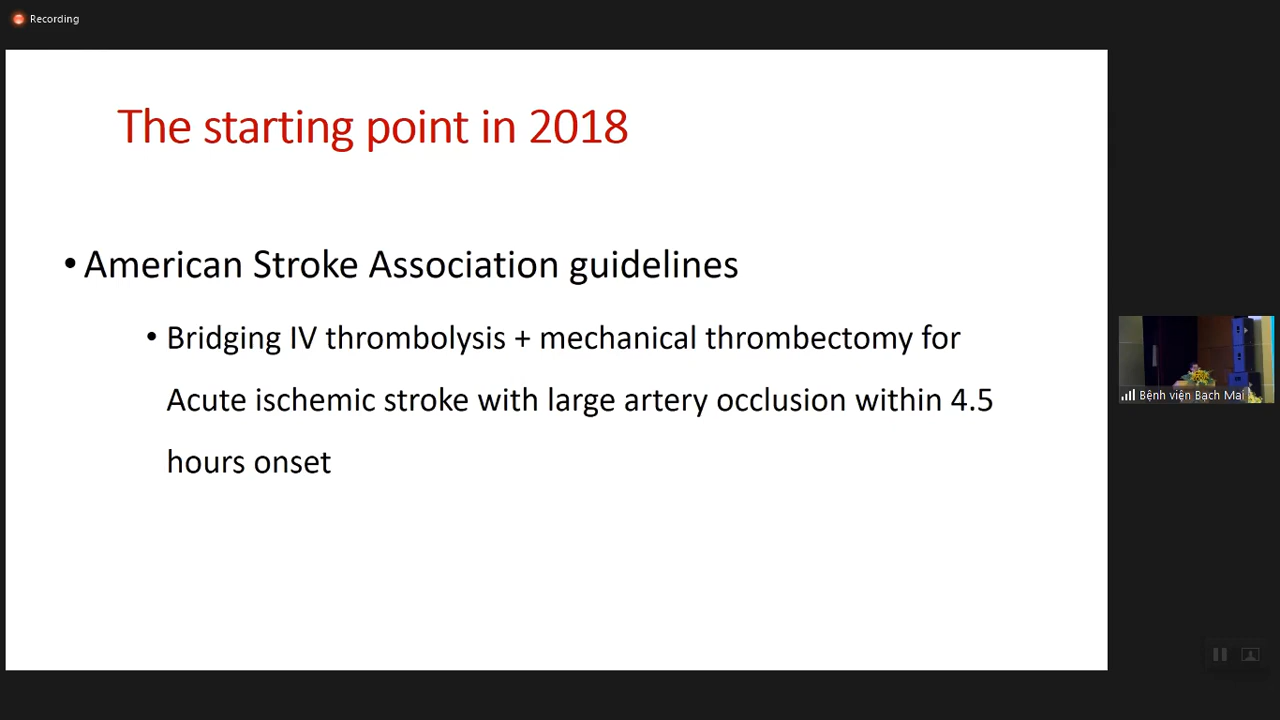 Recording
The starting point in 2018
• American Stroke Association guidelines
• Bridging IV thrombolysis + mechanical thrombectomy for
Acute ischemic stroke with large artery occlusion within 4.5
hours onset
Bệnh viện Bạch Mai